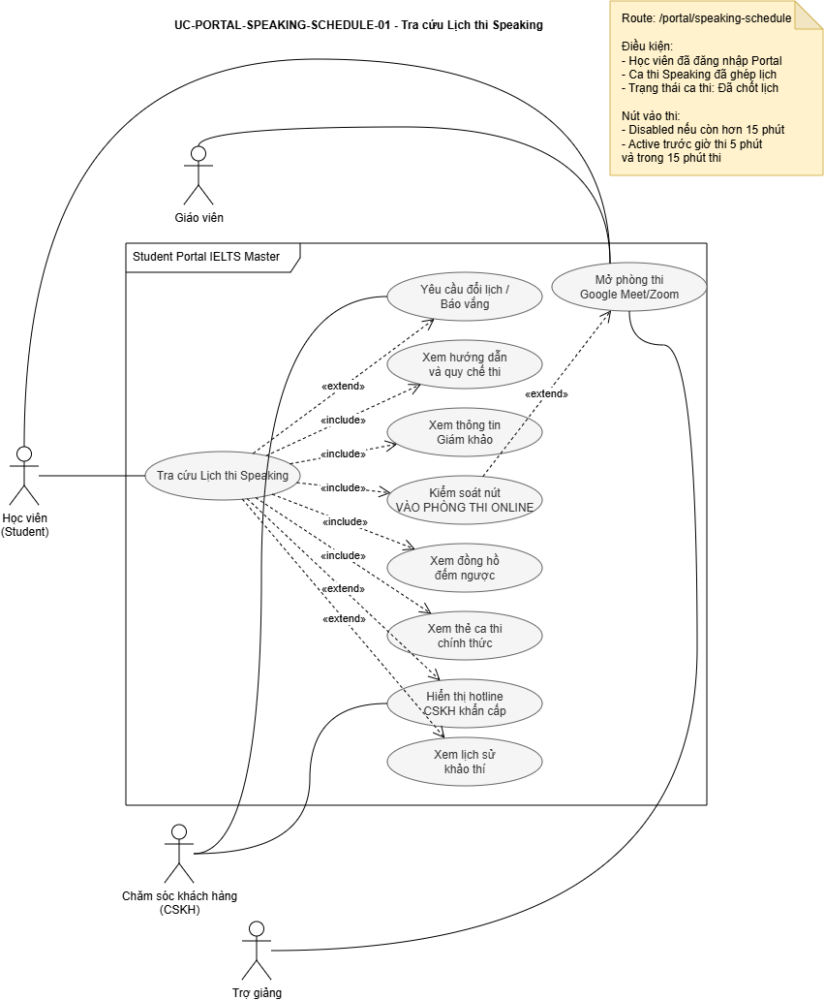 UC-PORTAL-SPEAKING-SCHEDULE-01 - Tra cứu Lịch thi Speaking
Route: /portal/speaking-schedule
Điều kiện:
- Học viên đã đăng nhập Portal
- Ca thi Speaking đã ghép lịch
- Trạng thái ca thi: Đã chốt lịch
Nút vào thi:
- Disabled nếu còn hơn 15 phút
- Active trước giờ thi 5 phút
và trong 15 phút thi
Giáo viên
Student Portal IELTS Master
Yêu cầu đổi lịch /
Báo vắng
Mở phòng thi
Google Meet/Zoom
Xem hướng dẫn
và quy chế thi
«extend»
«extend»
«include»
Xem thông tin
Giám khảo
«include»
Tra cứu Lịch thi Speaking
«include»
Kiểm soát nút
VÀO PHÒNG THI ONLINE
Học viên
(Student)
«include»
Xem đồng hồ
đếm ngược
«include»
«extend»
«extend»
Xem thẻ ca thi
chính thức
Hiển thị hotline
CSKH khẩn cấp
Xem lịch sử
khảo thí
Chăm sóc khách hàng
(CSKH)
Trợ giảng